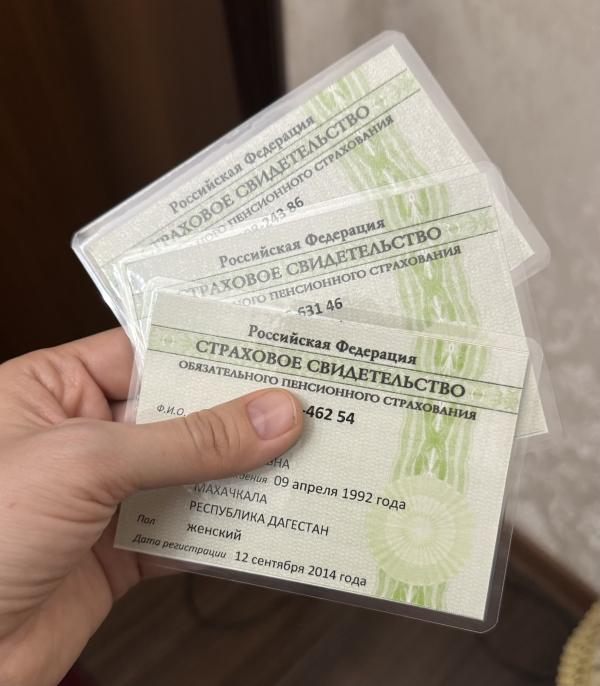 Российская Федерация
СТРАХОВОЕ СВИДЕТЕЛЬСТВО
ПЕНСИОННОГО СТРАХОВАНИЯ
243 86
Российская Федерация
СТРАХОВОЕ СВИДЕТЕЛЬСТВО
ПЕНСИОННОГО СТРАХОВАНИЯ
631 46
Российская Федерация
СТРАХОВОЕ СВИДЕТЕЛЬСТВО
ОБЯЗАТЕЛЬНОГО ПЕНСИОННОГО СТРАХОВАНИЯ
-462 54
Ф.И.О.
ВНА
09 апреля 1992 года
МАХАЧКАЛА
РЕСПУБЛИКА ДАГЕСТАН
Пол женский
Дата регистрации 12 сентября 2014 года